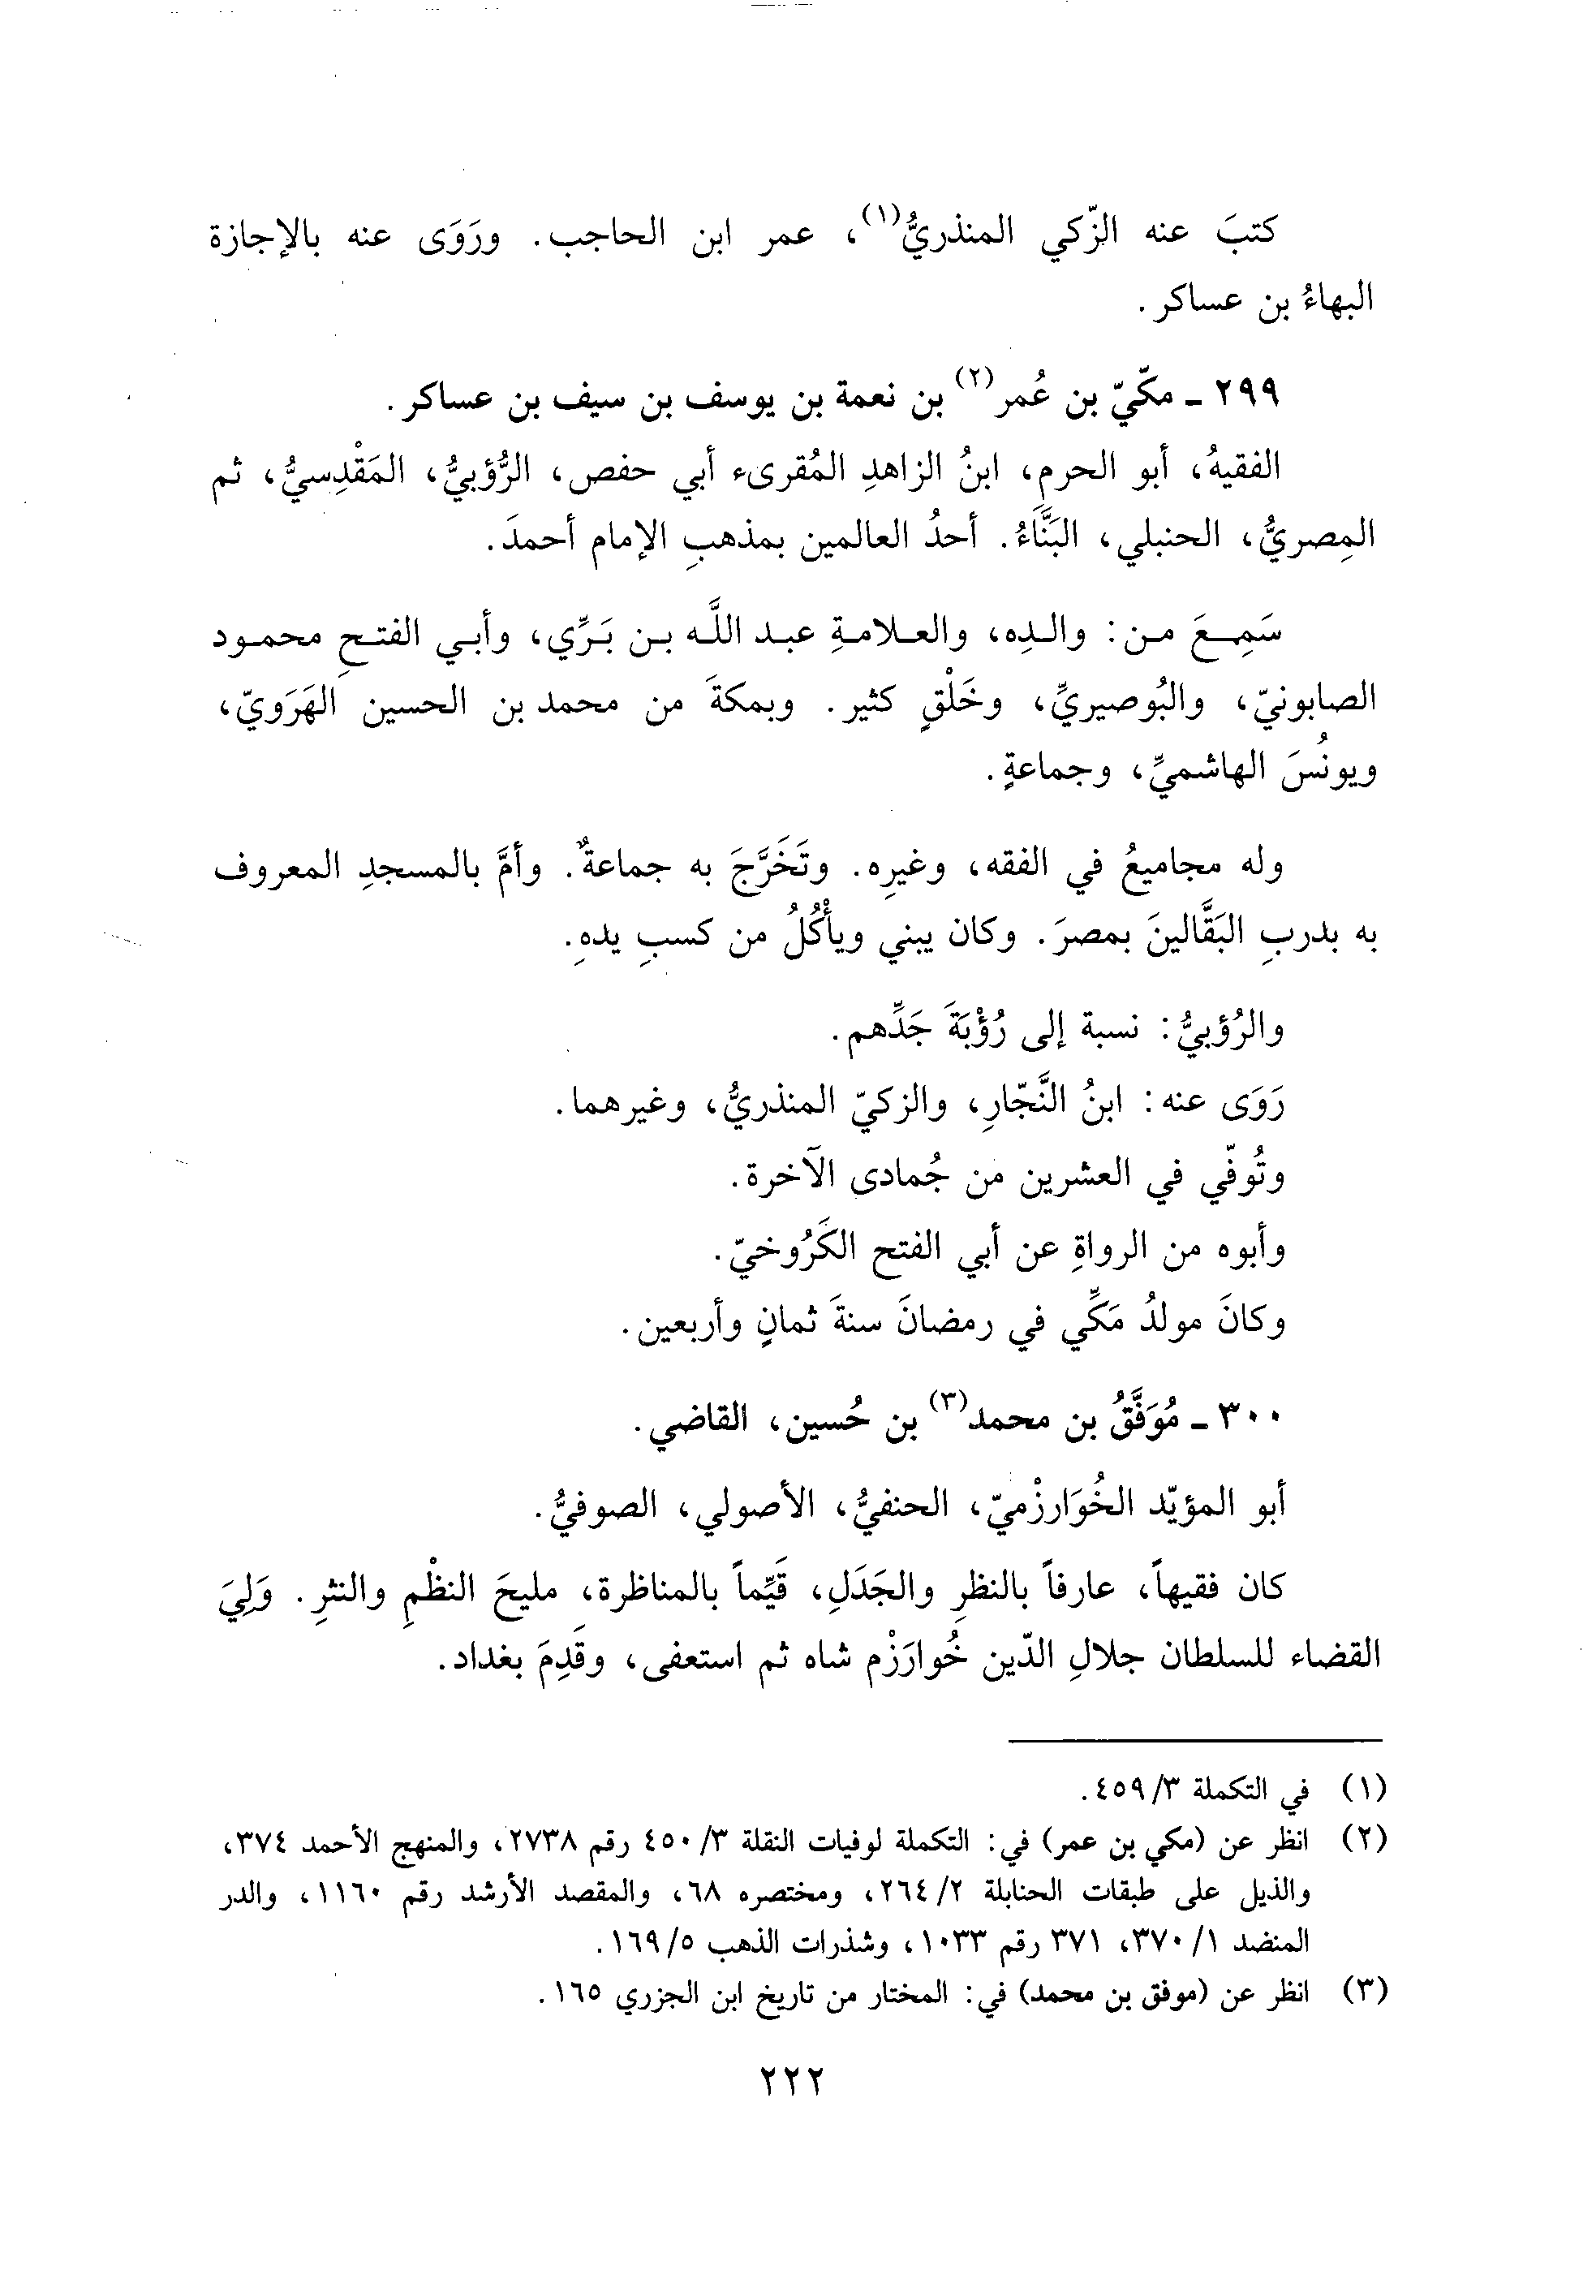 كتبَ عنه الزّكي المنذريُّ(١)، عمر ابن الحاجب. ورَوَى عنه بالإجازة
البهاءُ بن عساكر.
٢٩٩ ـ مكّيّ بن عُمر(٢) بن نعمة بن يوسف بن سيف بن عساكر.
الفقيهُ، أبو الحرمِ، ابنُ الزاهدِ المُقرىء أبي حفص، الرُّؤبيُّ، المَقْدِسيُّ، ثم
المِصريُّ، الحنبلي، البَنَّاءُ. أحدُ العالمين بمذهبِ الإمام أحمدَ.
سَمِعَ من: والدِه، والعلامةِ عبد اللَّه بن بَرِّي، وأبي الفتحِ محمود
الصابونيّ، والبُوصيريِّ، وخَلْقٍ كثير. وبمكةَ من محمد بن الحسين الهَرَويّ،
ويونُسَ الهاشميِّ، وجماعةٍ.
وله مجاميعُ في الفقه، وغيرِه. وتَخَرَّجَ به جماعةٌ. وأمَّ بالمسجدِ المعروف
به بدربِ البَقَّالينَ بمصرَ. وكان يبني ويأْكُلُ من كسبِ يدهِ.
والرُؤبيُّ: نسبة إلى رُؤْبَةَ جَدِّهم.
رَوَى عنه: ابنُ النَّجّارِ، والزكيّ المنذريُّ، وغيرهما.
وتُوفّي في العشرين من جُمادى الآخرة.
وأبوه من الرواةِ عن أبي الفتح الكَرُوخيّ.
وكانَ مولدُ مَكِّي في رمضانَ سنةَ ثمانٍ وأربعين.
٣٠٠ ـ مُوَفَّقُ بن محمد(٣) بن حُسين، القاضي.
أبو المؤيّد الخُوَارزْميّ، الحنفيُّ، الأصولي، الصوفيُّ.
كان فقيهاً، عارفاً بالنظرِ والجَدَلِ، قَيِّماً بالمناظرة، مليحَ النظْمِ والنثرِ. وَلِيَ
القضاء للسلطان جلالِ الدّين خُوارَزْم شاه ثم استعفى، وقَدِمَ بغداد.
(١) في التكملة ٣/ ٤٥٩.
(٢) انظر عن (مكي بن عمر) في: التكملة لوفيات النقلة ٣/ ٤٥٠ رقم ٢٧٣٨، والمنهج الأحمد ٣٧٤،
والذيل على طبقات الحنابلة ٢/ ٢٦٤، ومختصره ٦٨، والمقصد الأرشد رقم ١١٦٠، والدر
المنضد ١/ ٣٧٠، ٣٧١ رقم ١٠٣٣، وشذرات الذهب ٥/ ١٦٩.
(٣) انظر عن (موفق بن محمد) في: المختار من تاريخ ابن الجزري ١٦٥.
٢٢٢